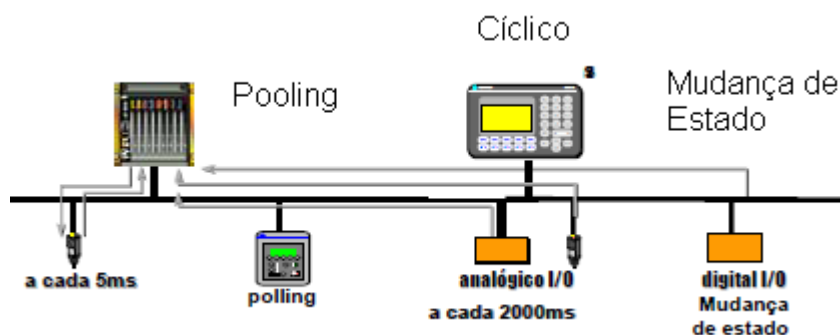 Cíclico
Pooling
Mudança de
Estado
a cada 5ms
polling
analógico I/O
a cada 2000ms
digital I/O
Mudança
de estado